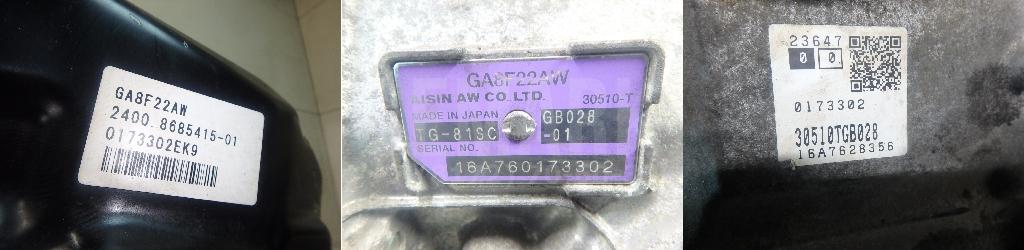 GA8F22AW
2400 8685415-01
0173302EK9
GA8F22AW
AISIN AW CO. LTD. 30510-T
MADE IN JAPAN GB028
TG-81SC -01
SERIAL NO.
16A760173302
23647
0 0
0173302
30510TGB028
16A7628356